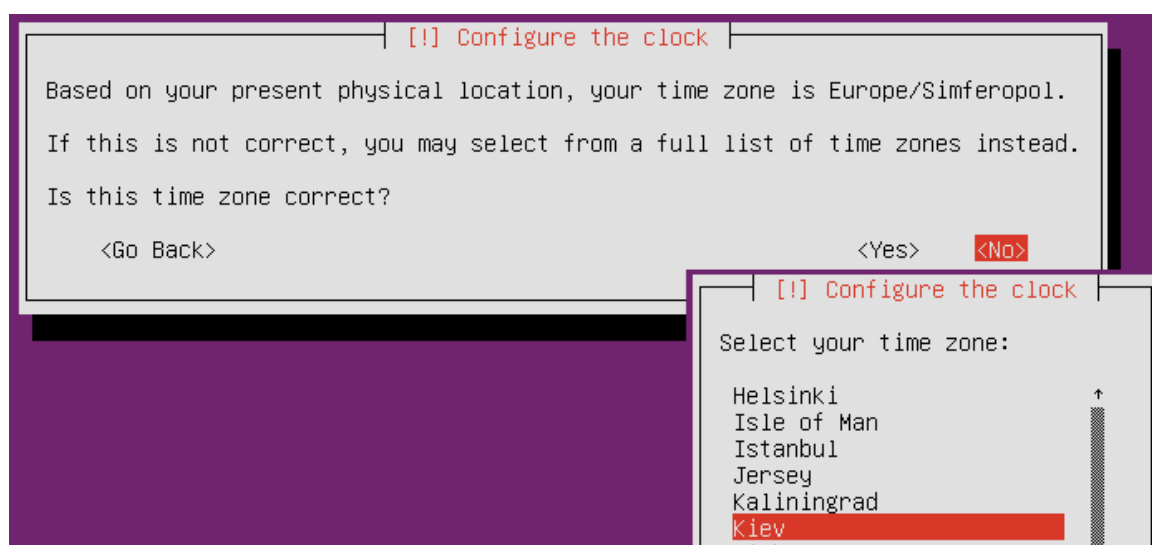 [!] Configure the clock
Based on your present physical location, your time zone is Europe/Simferopol.
If this is not correct, you may select from a full list of time zones instead.
Is this time zone correct?
<Go Back> <Yes> <No>
[!] Configure the clock
Select your time zone:
Helsinki
Isle of Man
Istanbul
Jersey
Kaliningrad
Kiev